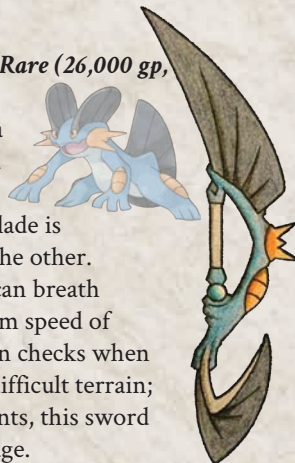 Rare (26,000 gp,
lade is
he other.
can breath
m speed of
n checks when
ifficult terrain;
nts, this sword
ge.